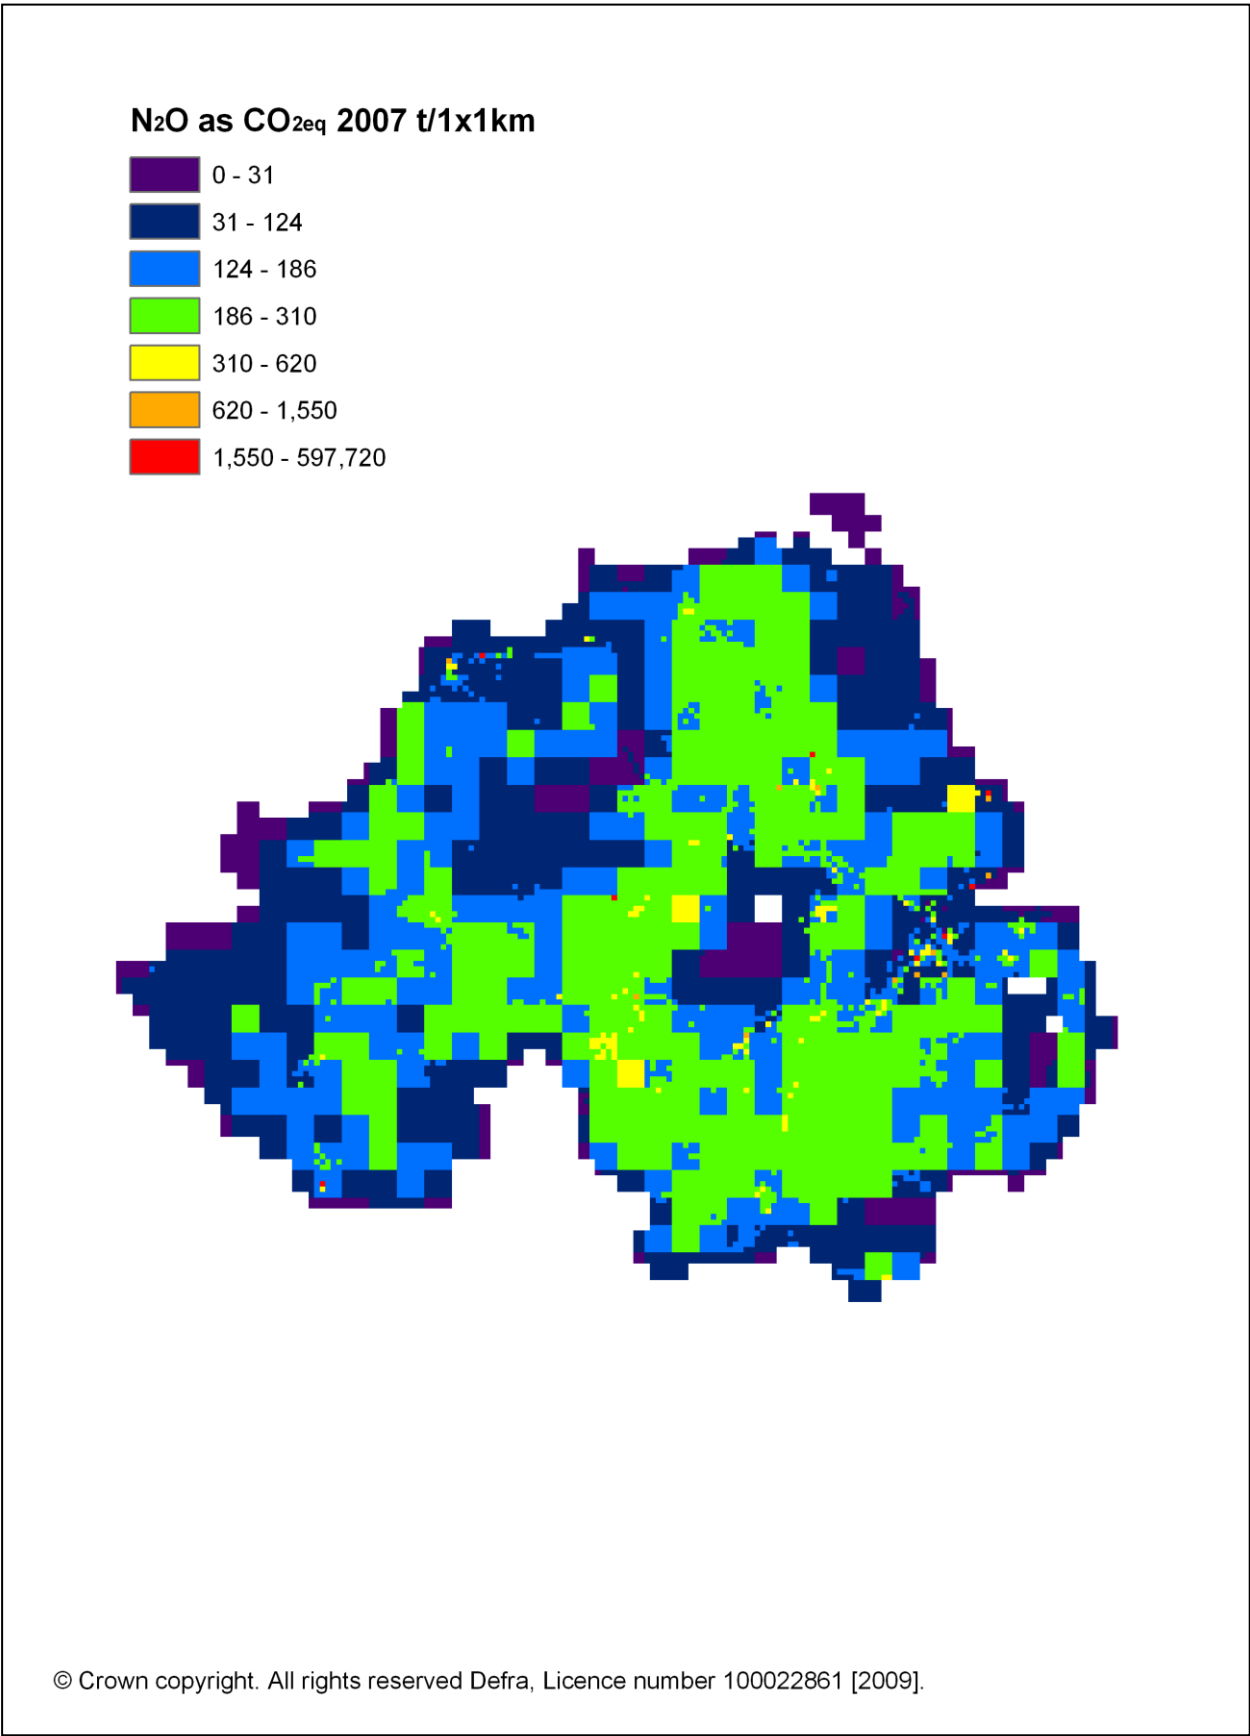 N2O as CO2eq 2007 t/1x1km
0 - 31
31 - 124
124 - 186
186 - 310
310 - 620
620 - 1,550
1,550 - 597,720
© Crown copyright. All rights reserved Defra, Licence number 100022861 [2009].